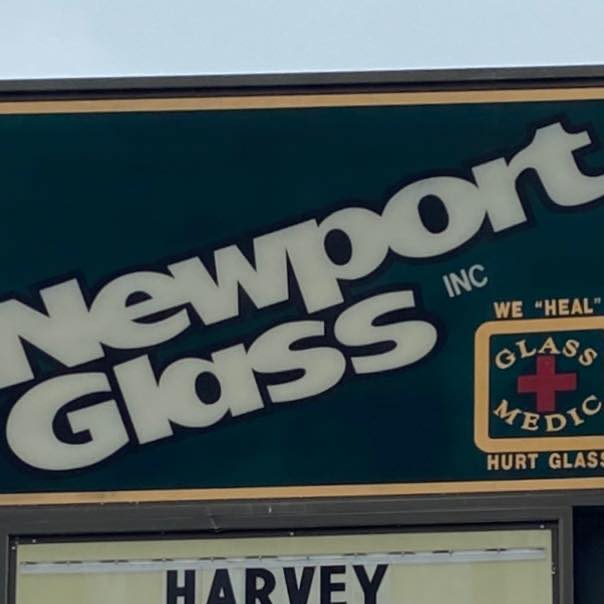 Newport
Glass
INC
WE "HEAL"
GLASS
MEDIC
HURT GLASS
HARVEY